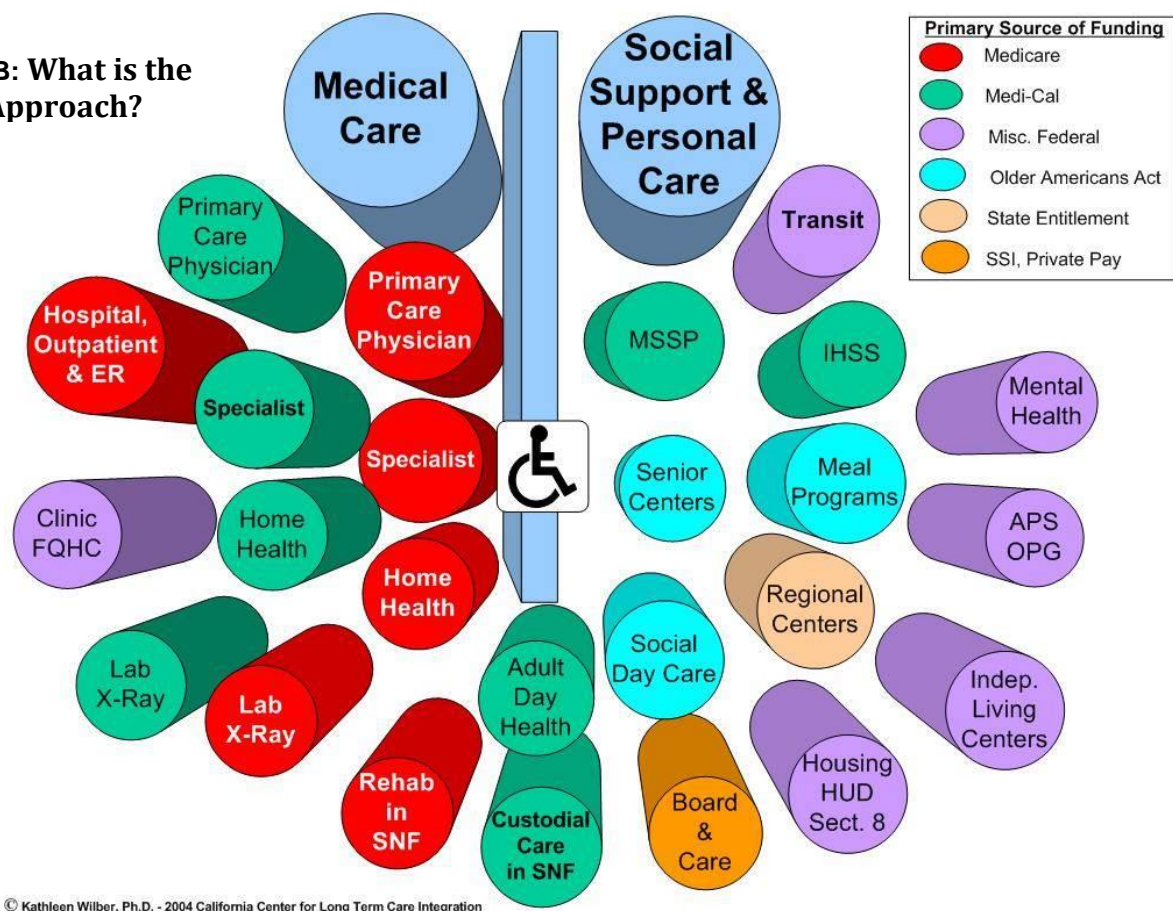 B: What is the
Approach?
Medical
Care
Social
Support &
Personal
Care
Primary Source of Funding
Medicare
Medi-Cal
Misc. Federal
Older Americans Act
State Entitlement
SSI, Private Pay
Primary
Care
Physician
Primary
Care
Physician
Hospital,
Outpatient
& ER
Specialist
Specialist
Clinic
FQHC
Home
Health
Home
Health
Lab
X-Ray
Lab
X-Ray
Rehab
in
SNF
Adult
Day
Health
Custodial
Care
in SNF
Transit
MSSP
IHSS
Mental
Health
Senior
Centers
Meal
Programs
APS
OPG
Regional
Centers
Social
Day Care
Indep.
Living
Centers
Housing
HUD
Sect. 8
Board
&
Care
© Kathleen Wilber, Ph.D. - 2004 California Center for Long Term Care Integration